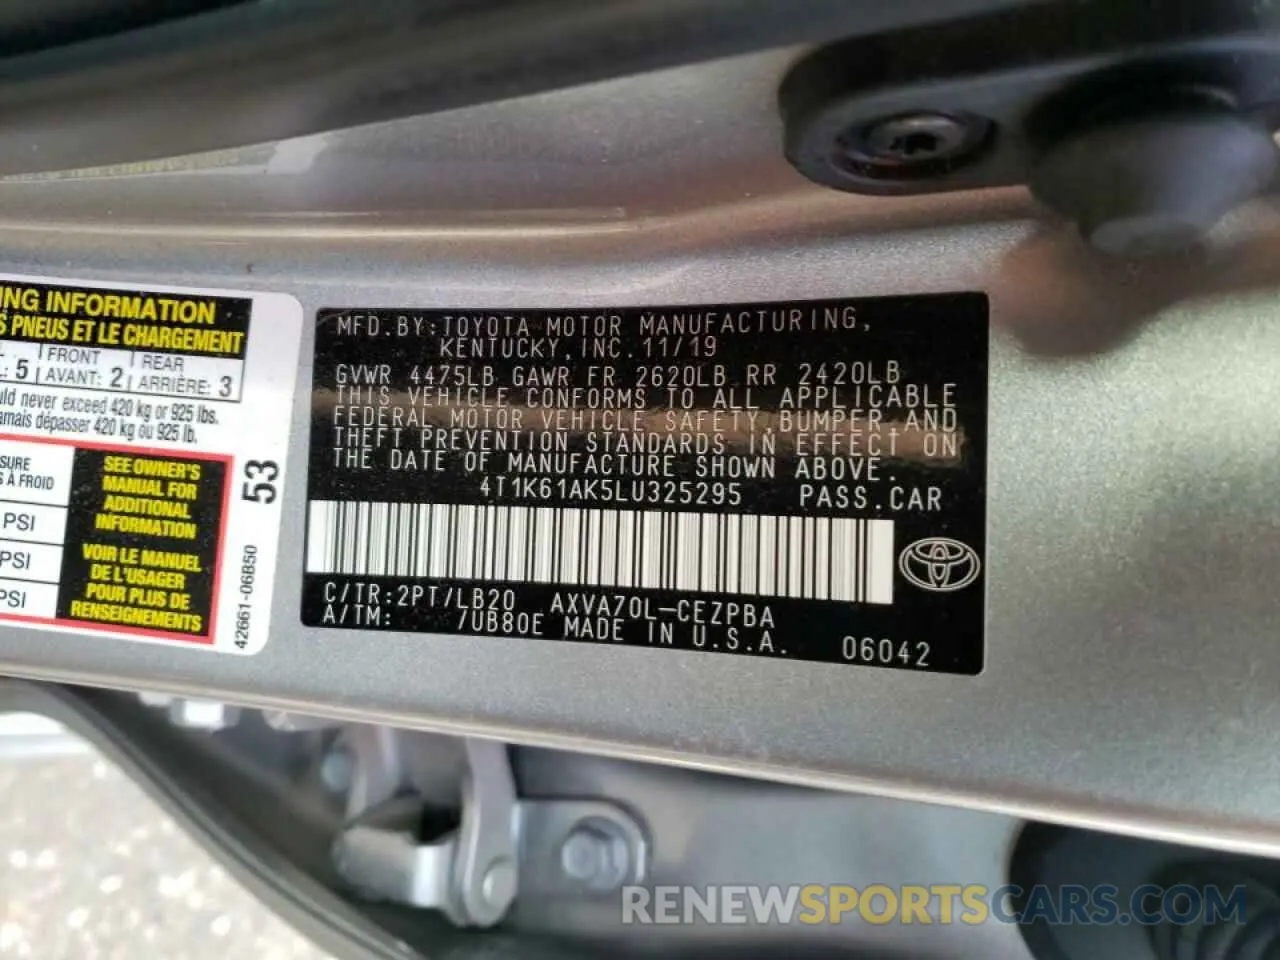 NG INFORMATION
S PNEUS ET LE CHARGEMENT
: 5 FRONT AVANT: 2 REAR ARRIÈRE: 3
uld never exceed 420 kg or 925 lbs.
amais dépasser 420 kg ou 925 lb.
SURE
À FROID
PSI
PSI
PSI
SEE OWNER'S
MANUAL FOR
ADDITIONAL
INFORMATION
VOIR LE MANUEL
DE L'USAGER
POUR PLUS DE
RENSEIGNEMENTS
53
42661-06B50
MFD.BY:TOYOTA MOTOR MANUFACTURING,
KENTUCKY,INC.11/19
GVWR 4475LB GAWR FR 2620LB RR 2420LB
THIS VEHICLE CONFORMS TO ALL APPLICABLE
FEDERAL MOTOR VEHICLE SAFETY,BUMPER,AND
THEFT PREVENTION STANDARDS IN EFFECT ON
THE DATE OF MANUFACTURE SHOWN ABOVE.
4T1K61AK5LU325295 PASS.CAR
C/TR:2PT/LB20 AXVA70L-CEZPBA
A/TM: /UB80E MADE IN U.S.A. 06042
RENEWSPORTSCARS.COM